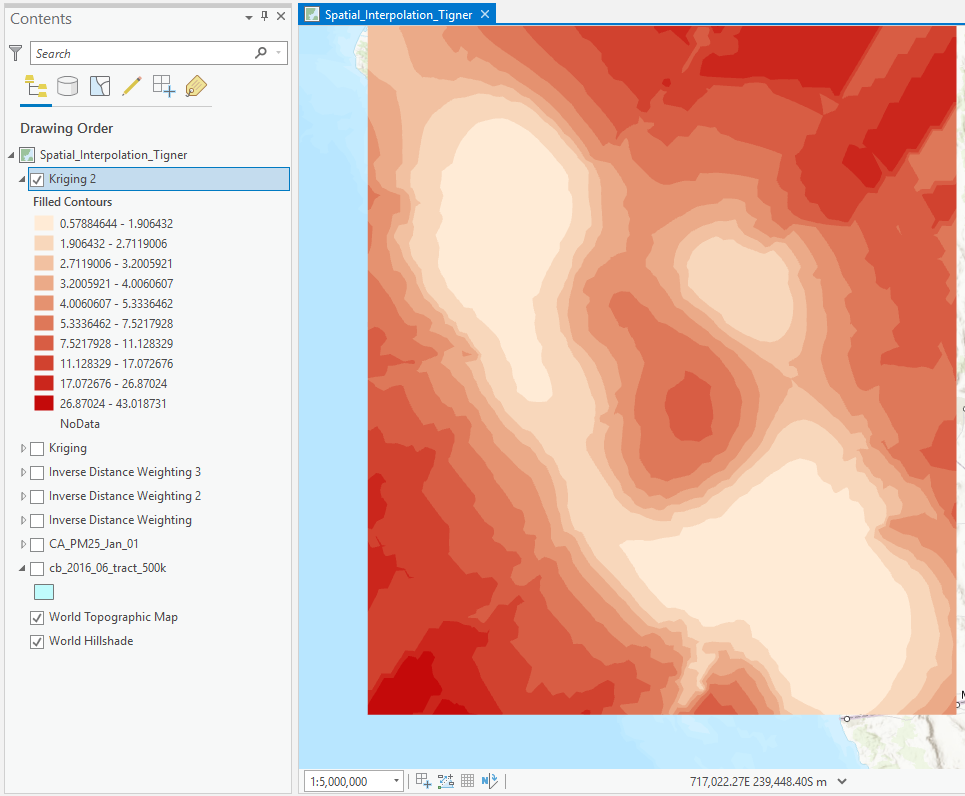 Contents
Spatial_Interpolation_Tigner
Search
Drawing Order
Spatial_Interpolation_Tigner
Kriging 2
Filled Contours
0.57884644 - 1.906432
1.906432 - 2.7119006
2.7119006 - 3.2005921
3.2005921 - 4.0060607
4.0060607 - 5.3336462
5.3336462 - 7.5217928
7.5217928 - 11.128329
11.128329 - 17.072676
17.072676 - 26.87024
26.87024 - 43.018731
NoData
Kriging
Inverse Distance Weighting 3
Inverse Distance Weighting 2
Inverse Distance Weighting
CA_PM25_Jan_01
cb_2016_06_tract_500k
World Topographic Map
World Hillshade
1:5,000,000
717,022.27E 239,448.40S m